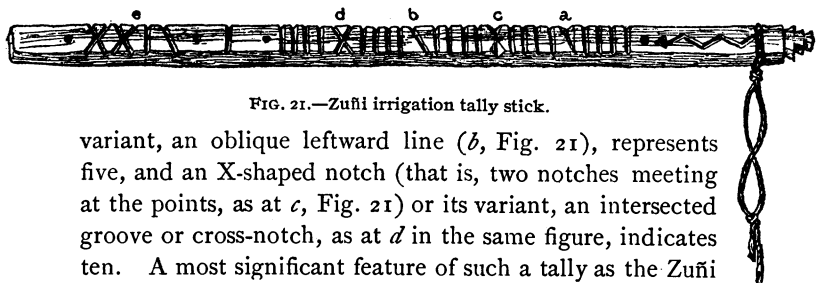 e d b c a
FIG. 21.—Zuñi irrigation tally stick.
variant, an oblique leftward line (b, Fig. 21), represents
five, and an X-shaped notch (that is, two notches meeting
at the points, as at c, Fig. 21) or its variant, an intersected
groove or cross-notch, as at d in the same figure, indicates
ten. A most significant feature of such a tally as the Zuñi